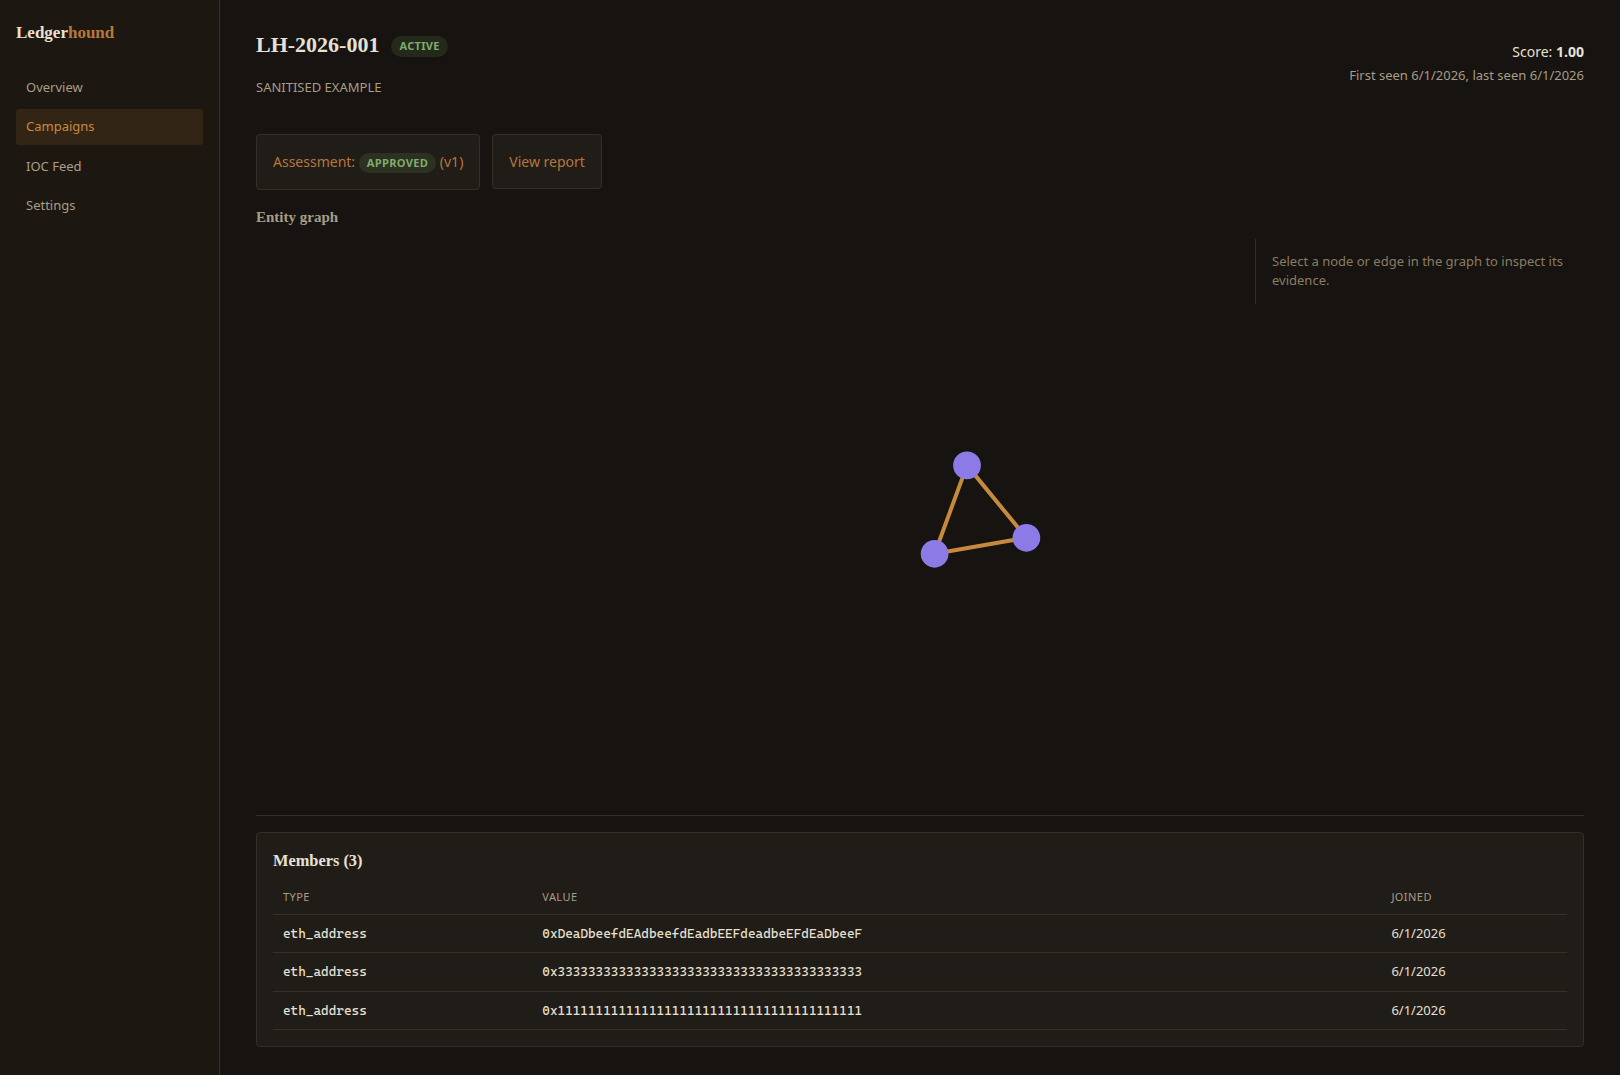 Ledgerhound
Overview
Campaigns
IOC Feed
Settings
LH-2026-001 ACTIVE
SANITISED EXAMPLE
Score: 1.00
First seen 6/1/2026, last seen 6/1/2026
Assessment: APPROVED (v1)
View report
Entity graph
Select a node or edge in the graph to inspect its
evidence.
Members (3)
TYPE VALUE JOINED
eth_address 0xDeaDbeefdEAdbeefdEadbEEFdeadbeEFdEaDbeeF 6/1/2026
eth_address 0x3333333333333333333333333333333333333333 6/1/2026
eth_address 0x1111111111111111111111111111111111111111 6/1/2026